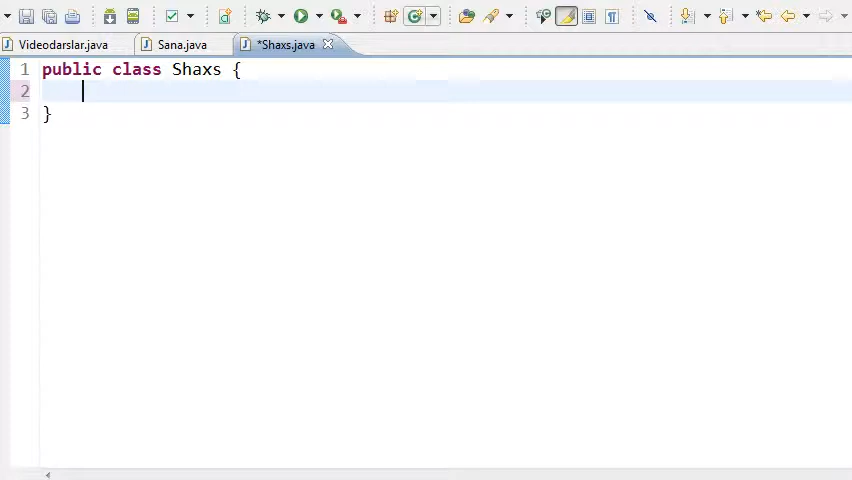 Videodarslar.java
Sana.java
*Shaxs.java
1 public class Shaxs {
2
3 }